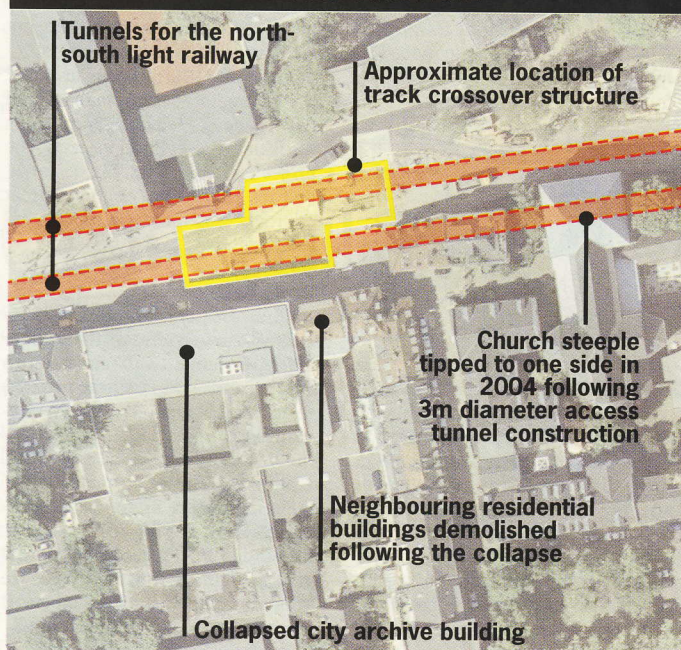 Tunnels for the north-
south light railway
Approximate location of
track crossover structure
Church steeple
tipped to one side in
2004 following
3m diameter access
tunnel construction
Neighbouring residential
buildings demolished
following the collapse
Collapsed city archive building